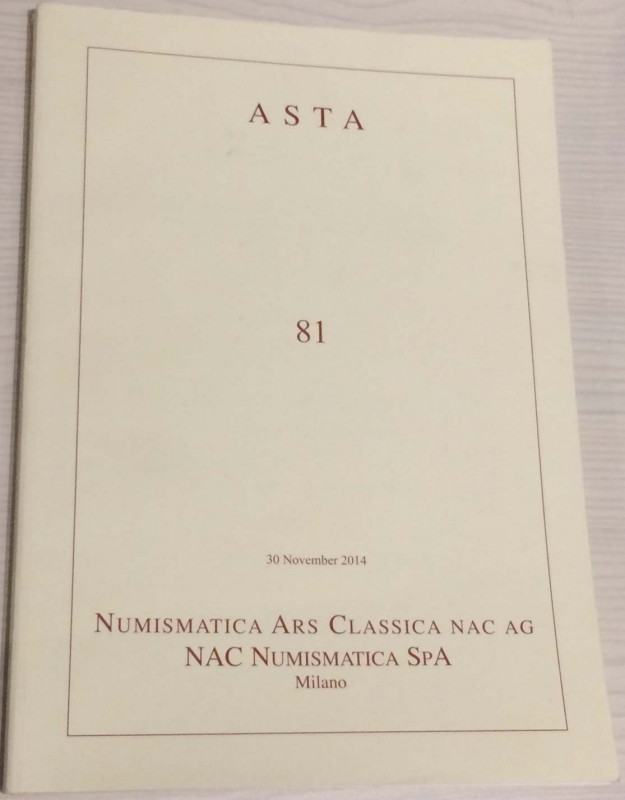 ASTA
81
30 November 2014
NUMISMATICA ARS CLASSICA NAC AG
NAC NUMISMATICA SPA
Milano